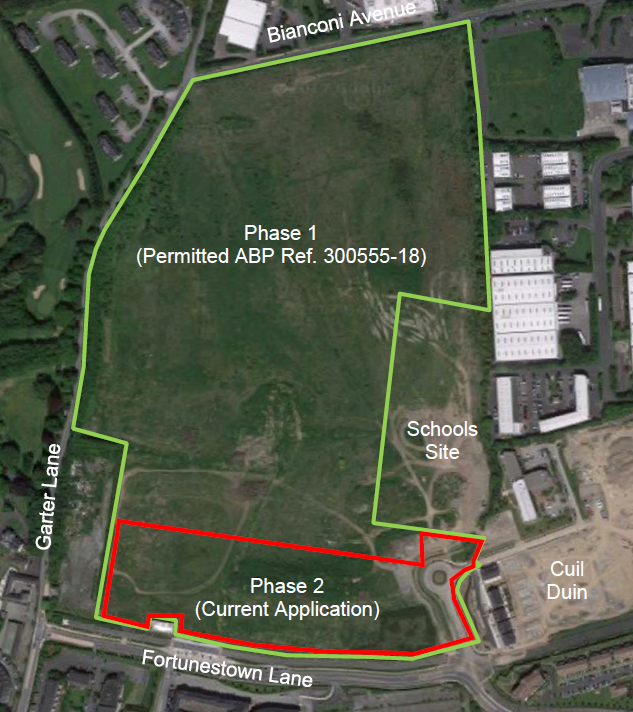 Bianconi Avenue
Phase 1
(Permitted ABP Ref. 300555-18)
Schools
Site
Garter Lane
Cuil
Duin
Phase 2
(Current Application)
Fortunestown Lane